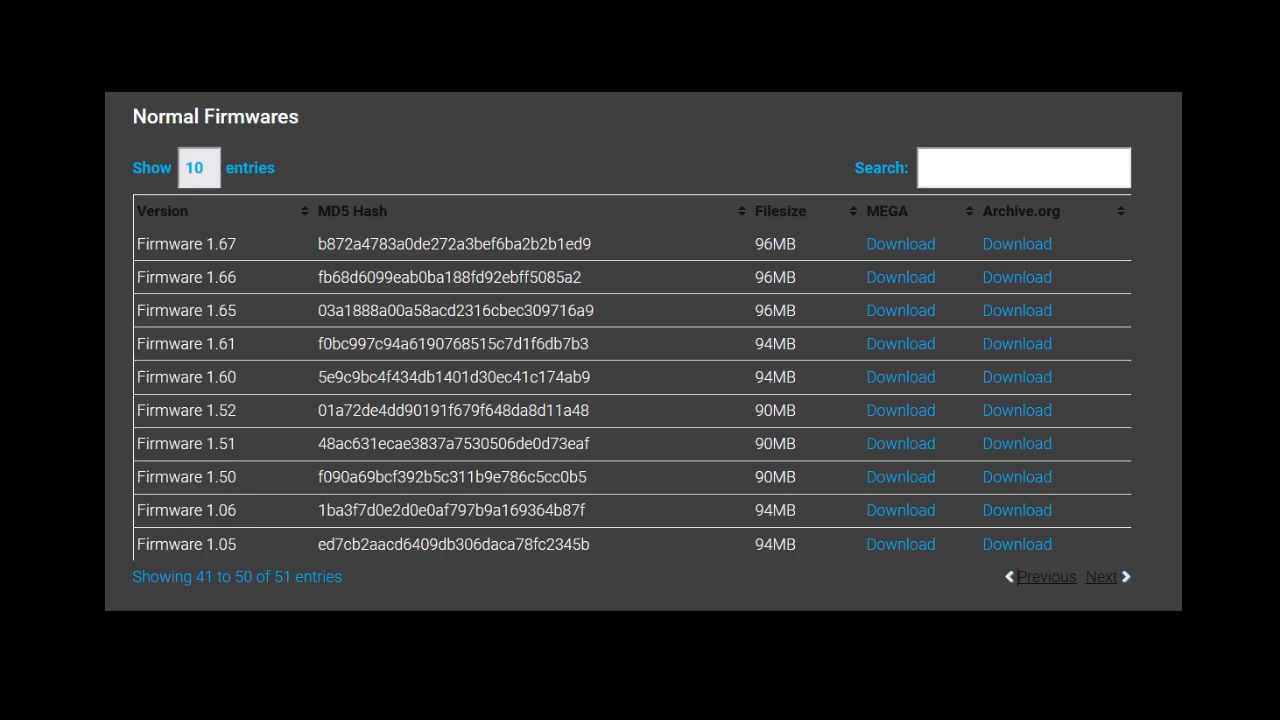 Normal Firmwares
Show 10 entries Search:
Version MD5 Hash Filesize MEGA Archive.org
Firmware 1.67 b872a4783a0de272a3bef6ba2b2b1ed9 96MB Download Download
Firmware 1.66 fb68d6099eab0ba188fd92ebff5085a2 96MB Download Download
Firmware 1.65 03a1888a00a58acd2316cbec309716a9 96MB Download Download
Firmware 1.61 f0bc997c94a6190768515c7d1f6db7b3 94MB Download Download
Firmware 1.60 5e9c9bc4f434db1401d30ec41c174ab9 94MB Download Download
Firmware 1.52 01a72de4dd90191f679f648da8d11a48 90MB Download Download
Firmware 1.51 48ac631ecae3837a7530506de0d73eaf 90MB Download Download
Firmware 1.50 f090a69bcf392b5c311b9e786c5cc0b5 90MB Download Download
Firmware 1.06 1ba3f7d0e2d0e0af797b9a169364b87f 94MB Download Download
Firmware 1.05 ed7cb2aacd6409db306daca78fc2345b 94MB Download Download
Showing 41 to 50 of 51 entries Previous Next